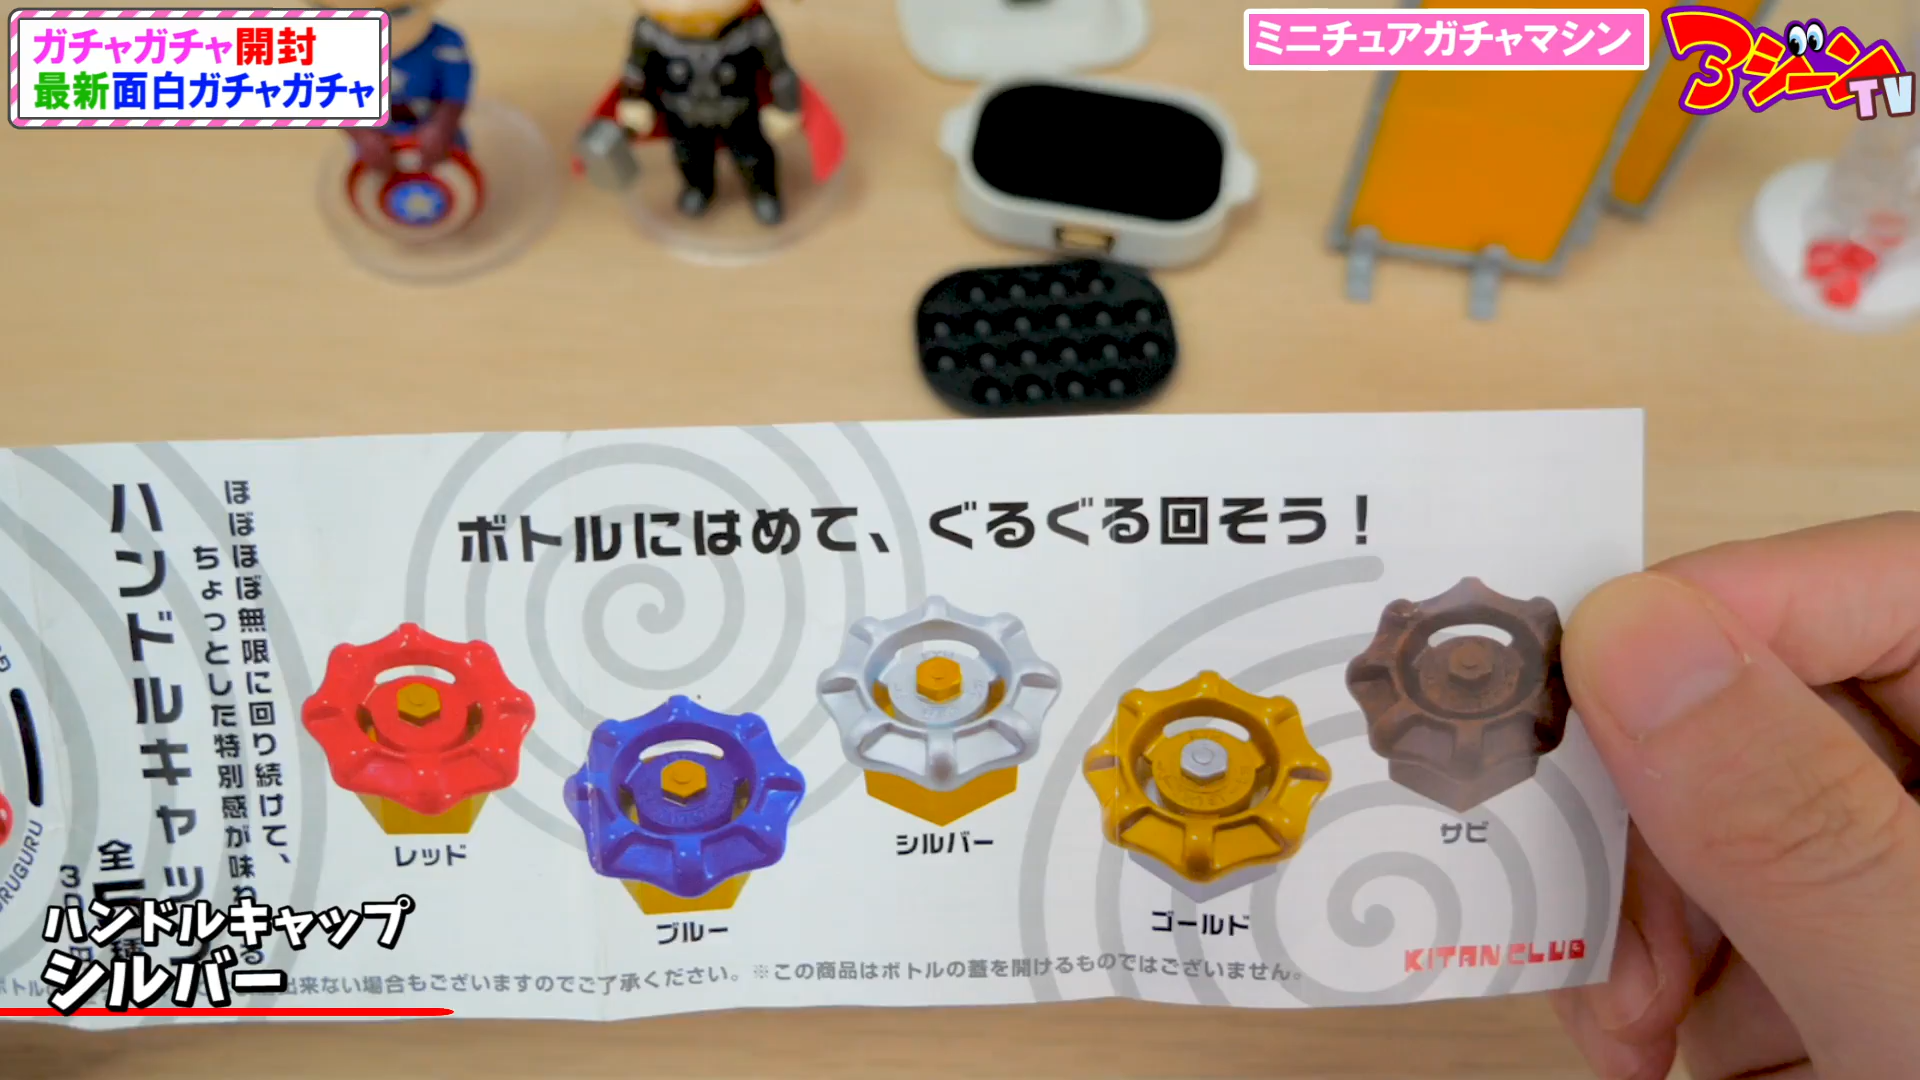 ガチャガチャ開封
最新面白ガチャガチャ
ミニチュアガチャマシン
3ジーンTV
ボトルにはめて、ぐるぐる回そう！
ほぼほぼ無限に回り続けて、
ちょっとした特別感が味わ
る
ハンドルキャップ
全5種
レッド
ブルー
シルバー
ゴールド
サビ
KITAN CLUB
出来ない場合もございますのでご了承ください。※この商品はボトルの蓋を開けるものではございません。
RUGURU
ハンドルキャップ
シルバー